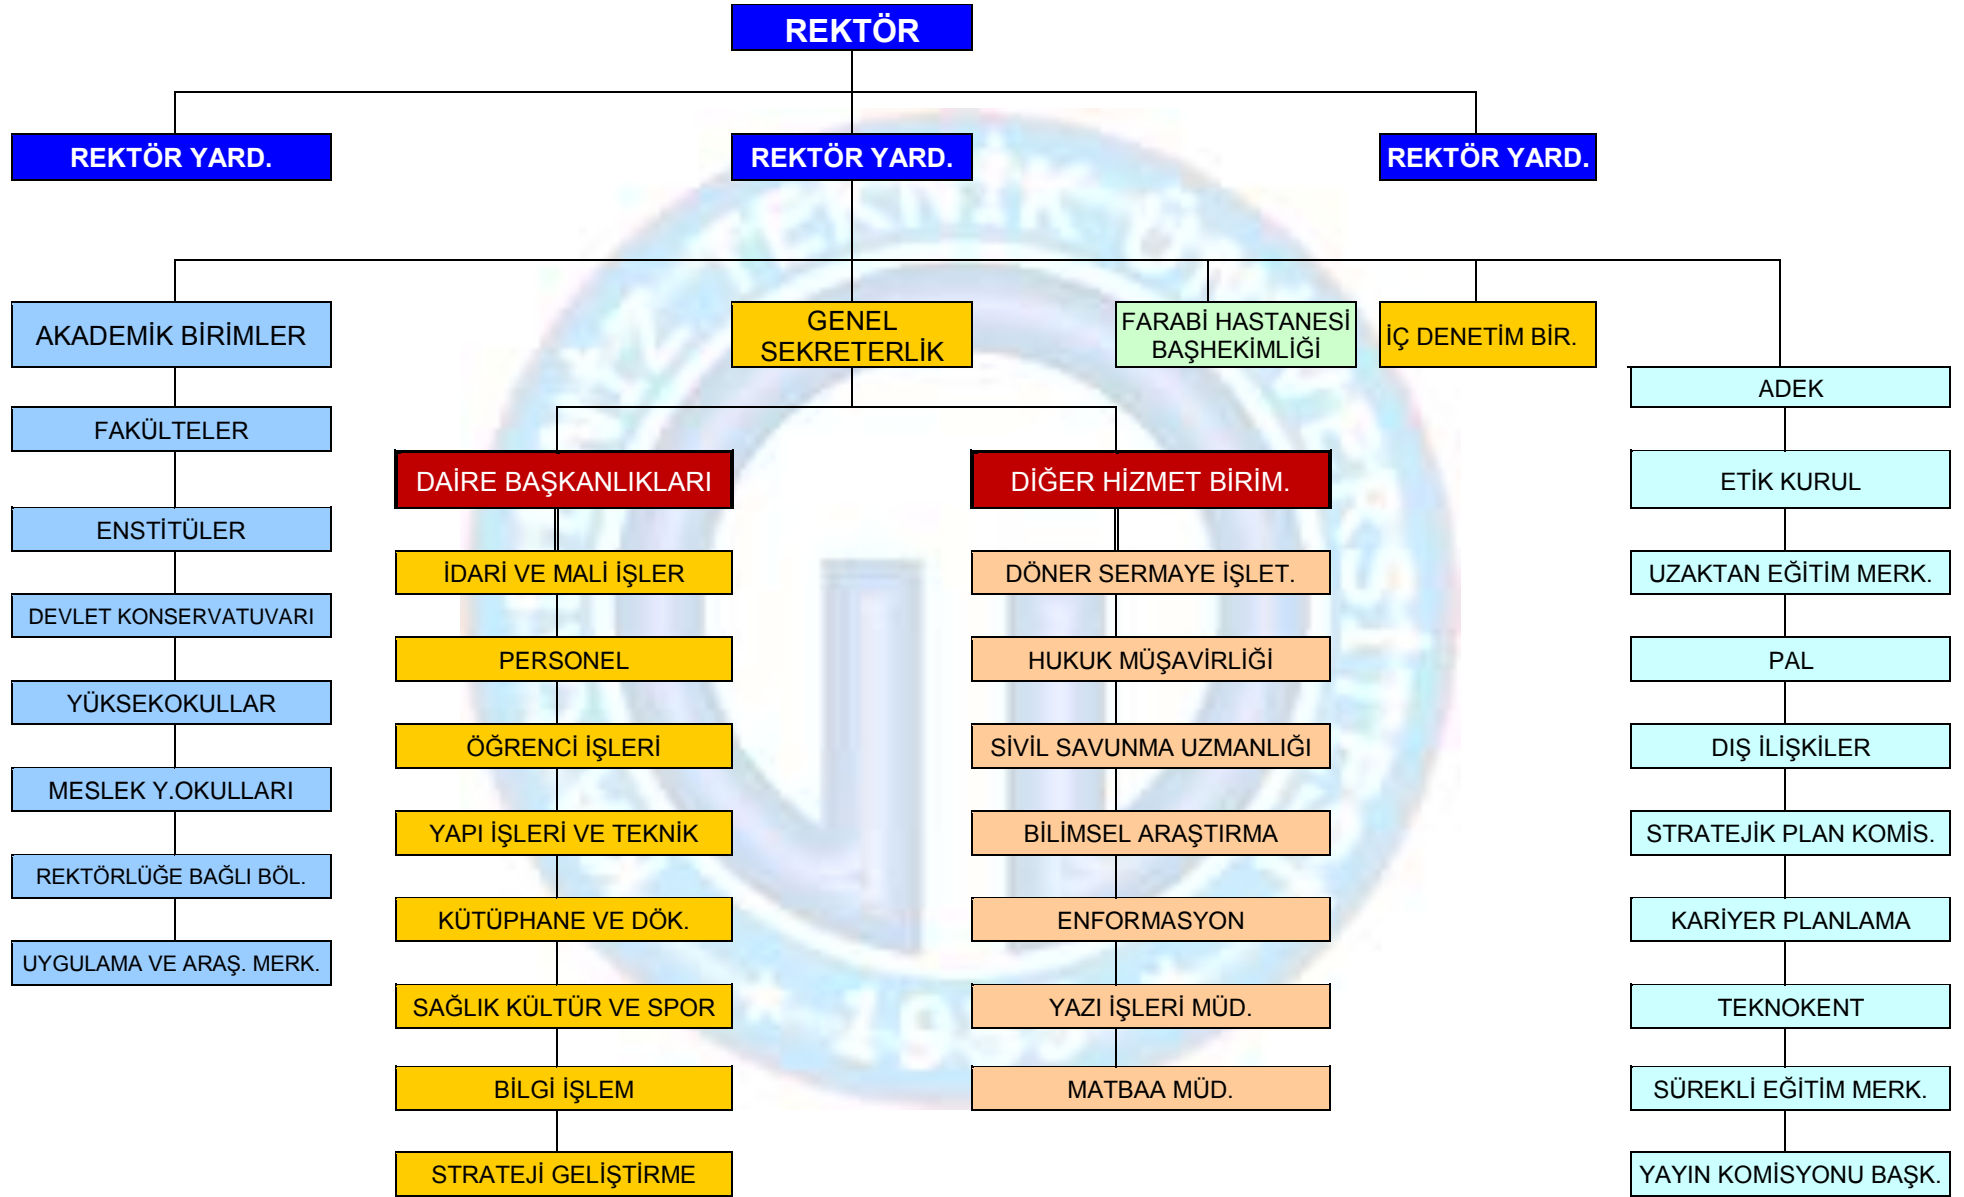 REKTÖR
REKTÖR YARD.
REKTÖR YARD.
REKTÖR YARD.
AKADEMİK BİRİMLER
FAKÜLTELER
ENSTİTÜLER
DEVLET KONSERVATUVARI
YÜKSEKOKULLAR
MESLEK Y.OKULLARI
REKTÖRLÜĞE BAĞLI BÖL.
UYGULAMA VE ARAŞ. MERK.
GENEL
SEKRETERLİK
DAİRE BAŞKANLIKLARI
İDARİ VE MALİ İŞLER
PERSONEL
ÖĞRENCİ İŞLERİ
YAPI İŞLERİ VE TEKNİK
KÜTÜPHANE VE DÖK.
SAĞLIK KÜLTÜR VE SPOR
BİLGİ İŞLEM
STRATEJİ GELİŞTİRME
DİĞER HİZMET BİRİM.
DÖNER SERMAYE İŞLET.
HUKUK MÜŞAVİRLİĞİ
SİVİL SAVUNMA UZMANLIĞI
BİLİMSEL ARAŞTIRMA
ENFORMASYON
YAZI İŞLERİ MÜD.
MATBAA MÜD.
FARABİ HASTANESİ
BAŞHEKİMLİĞİ
İÇ DENETİM BİR.
ADEK
ETİK KURUL
UZAKTAN EĞİTİM MERK.
PAL
DIŞ İLİŞKİLER
STRATEJİK PLAN KOMİS.
KARİYER PLANLAMA
TEKNOKENT
SÜREKLİ EĞİTİM MERK.
YAYIN KOMİSYONU BAŞK.